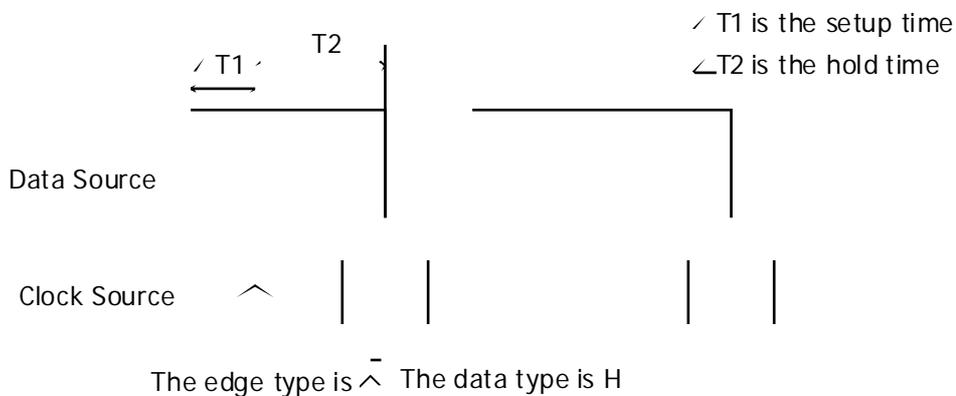 T1 is the setup time
T2
T1
T2 is the hold time
Data Source
Clock Source
The edge type is The data type is H